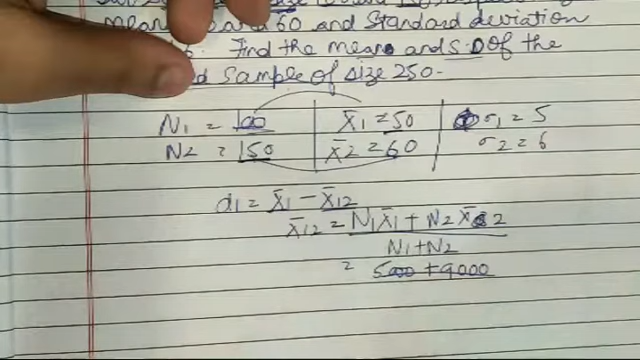 60 and Standard deviation
6. Find the mean and S.D of the
sample of size 250.
N1 = 100 x̄1 = 50 σ1 = 5
N2 = 150 x̄2 = 60 σ2 = 6
d1 = x̄1 - x̄12
x̄12 = N1x̄1 + N2x̄2
N1+N2
= 5000 + 9000